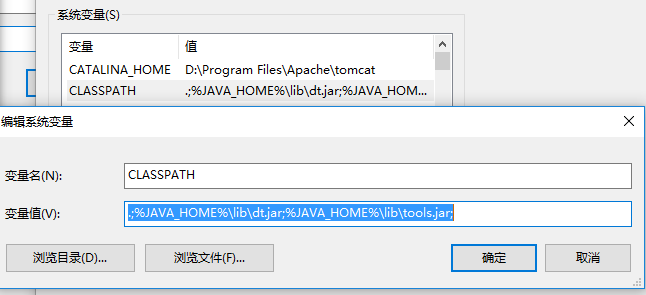 系统变量(S)
变量 值
CATALINA_HOME D:\Program Files\Apache\tomcat
CLASSPATH .;%JAVA_HOME%\lib\dt.jar;%JAVA_HOM...
编辑系统变量
变量名(N): CLASSPATH
变量值(V): .;%JAVA_HOME%\lib\dt.jar;%JAVA_HOME%\lib\tools.jar;
浏览目录(D)... 浏览文件(F)... 确定 取消